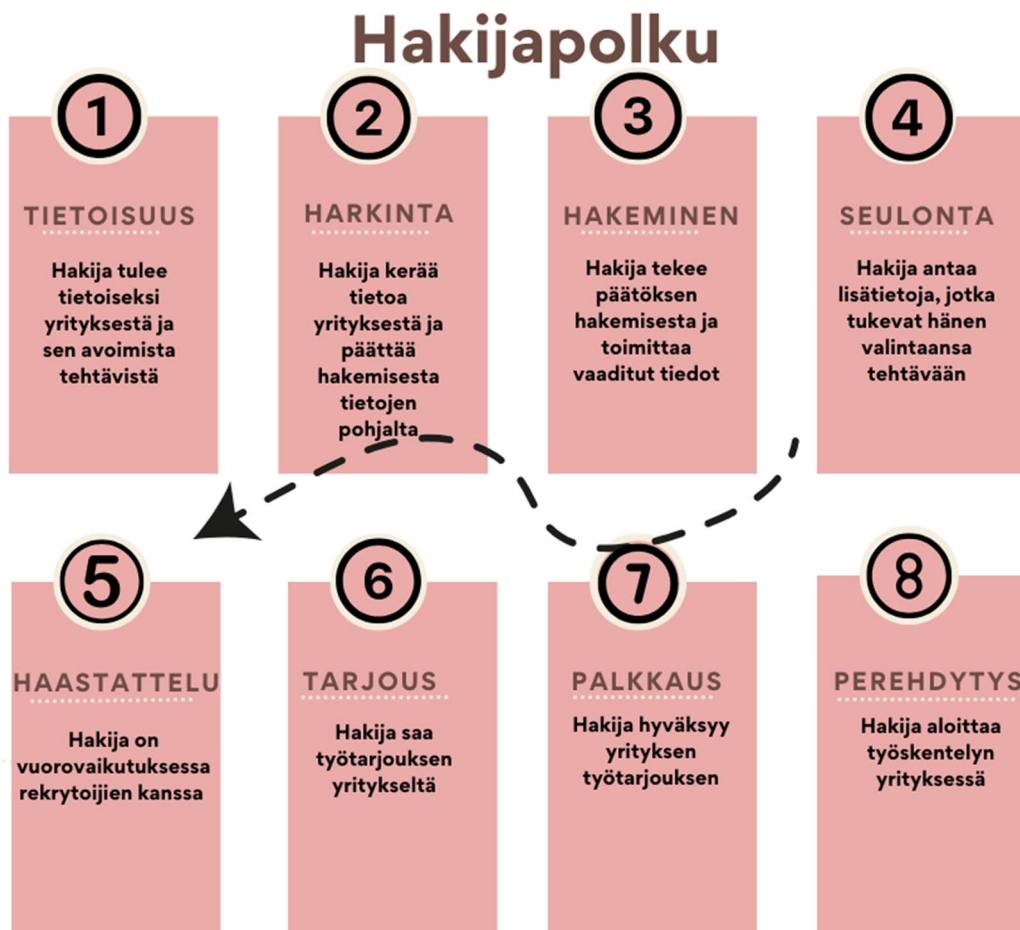 Hakijapolku
1
TIETOISUUS
Hakija tulee
tietoiseksi
yrityksestä ja
sen avoimista
tehtävistä
2
HARKINTA
Hakija kerää
tietoa
yrityksestä ja
päättää
hakemisesta
tietojen
pohjalta
3
HAKEMINEN
Hakija tekee
päätöksen
hakemisesta ja
toimittaa
vaaditut tiedot
4
SEULONTA
Hakija antaa
lisätietoja, jotka
tukevat hänen
valintaansa
tehtävään
5
HAASTATTELU
Hakija on
vuorovaikutuksessa
rekrytoijien kanssa
6
TARJOUS
Hakija saa
työtarjouksen
yritykseltä
7
PALKKAUS
Hakija hyväksyy
yrityksen
työtarjouksen
8
PEREHDYTYS
Hakija aloittaa
työskentelyn
yrityksessä